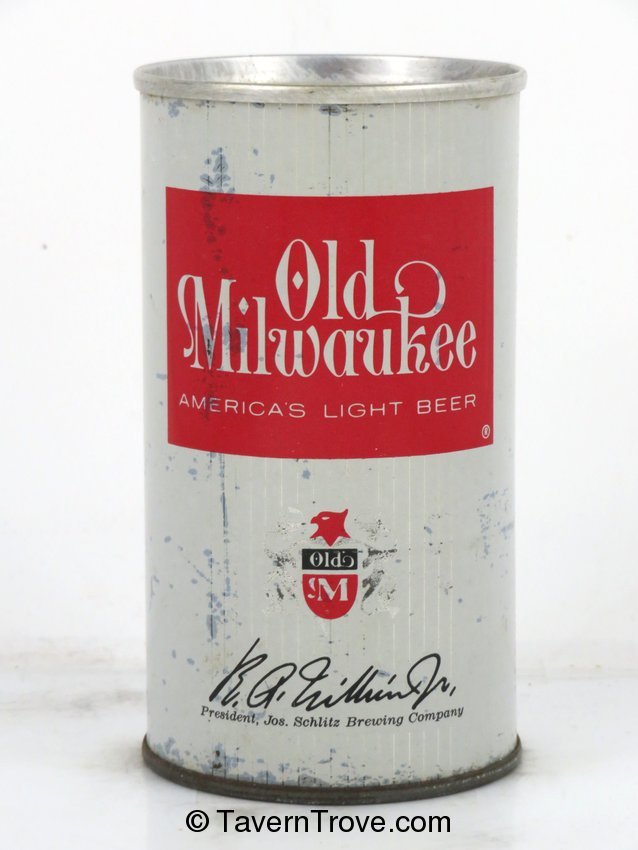 Old
Milwaukee
AMERICA'S LIGHT BEER
®
Old
M
President, Jos. Schlitz Brewing Company
© TavernTrove.com